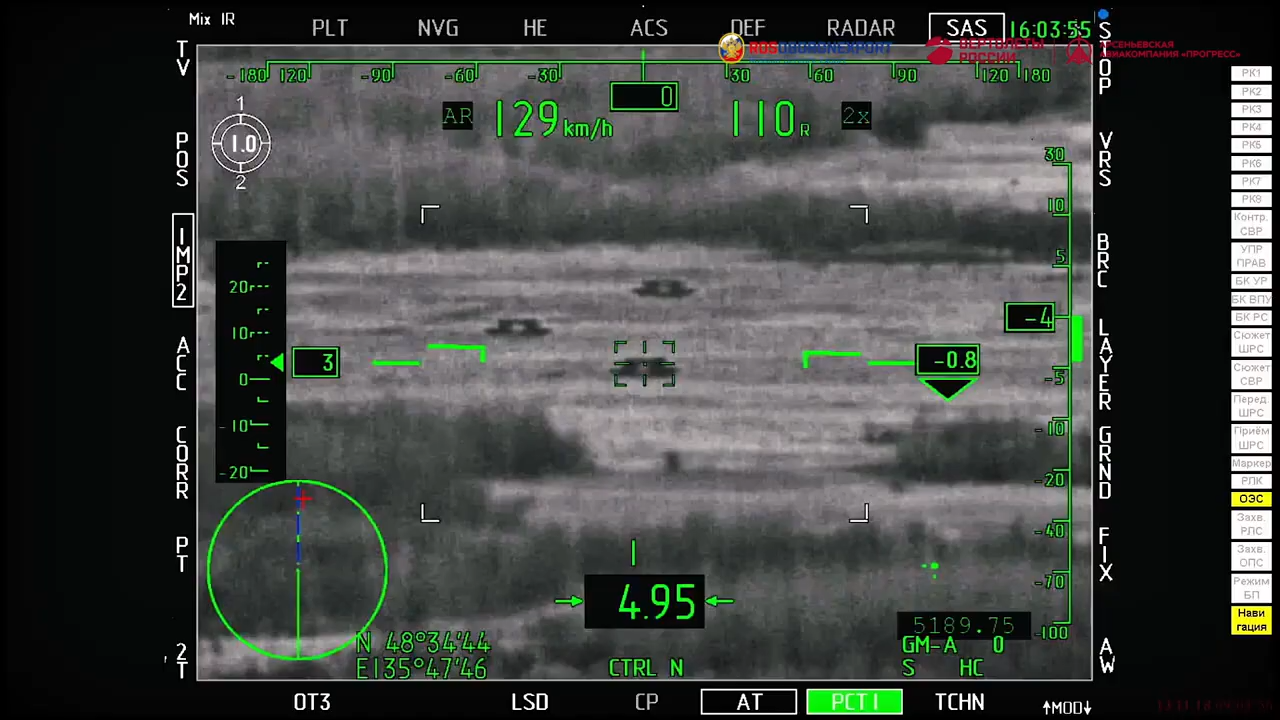 Mix IR
PLT NVG HE ACS DEF RADAR SAS 16:03:55
ROSOBORONEXPORT
ВЕРТОЛЕТЫ РОССИИ
АРСЕНЬЕВСКАЯ
АВИАКОМПАНИЯ «ПРОГРЕСС»
-180 120 -90 -60 -30 30 60 90 120 180
0
AR 129 km/h 110 R 2x
1
1.0
2
TV
POS
IMP2
ACC
CORR
PT
2T
STOP
VRS
BRC
LAYER
GRND
FIX
AW
20
10
0
-10
-20
3
30
10
5
-5
-10
-20
-40
-70
-100
-4
-0.8
4.95
5189.75
N 48°34'44
E135°47'46
CTRL N
GM-A 0
S HC
OT3 LSD CP AT PCT1 TCHN ↑MOD↓
РК1
РК2
РК3
РК4
РК5
РК6
РК7
РК8
Контр.
СВР
УПР
ПРАВ
БК УР
БК ВПУ
БК РС
Сюжет
ШРС
Сюжет
СВР
Перед.
ШРС
Приём
ШРС
Маркер
РЛК
ОЭС
Захв.
РЛС
Захв.
ОПС
Режим
БП
Нави
гация